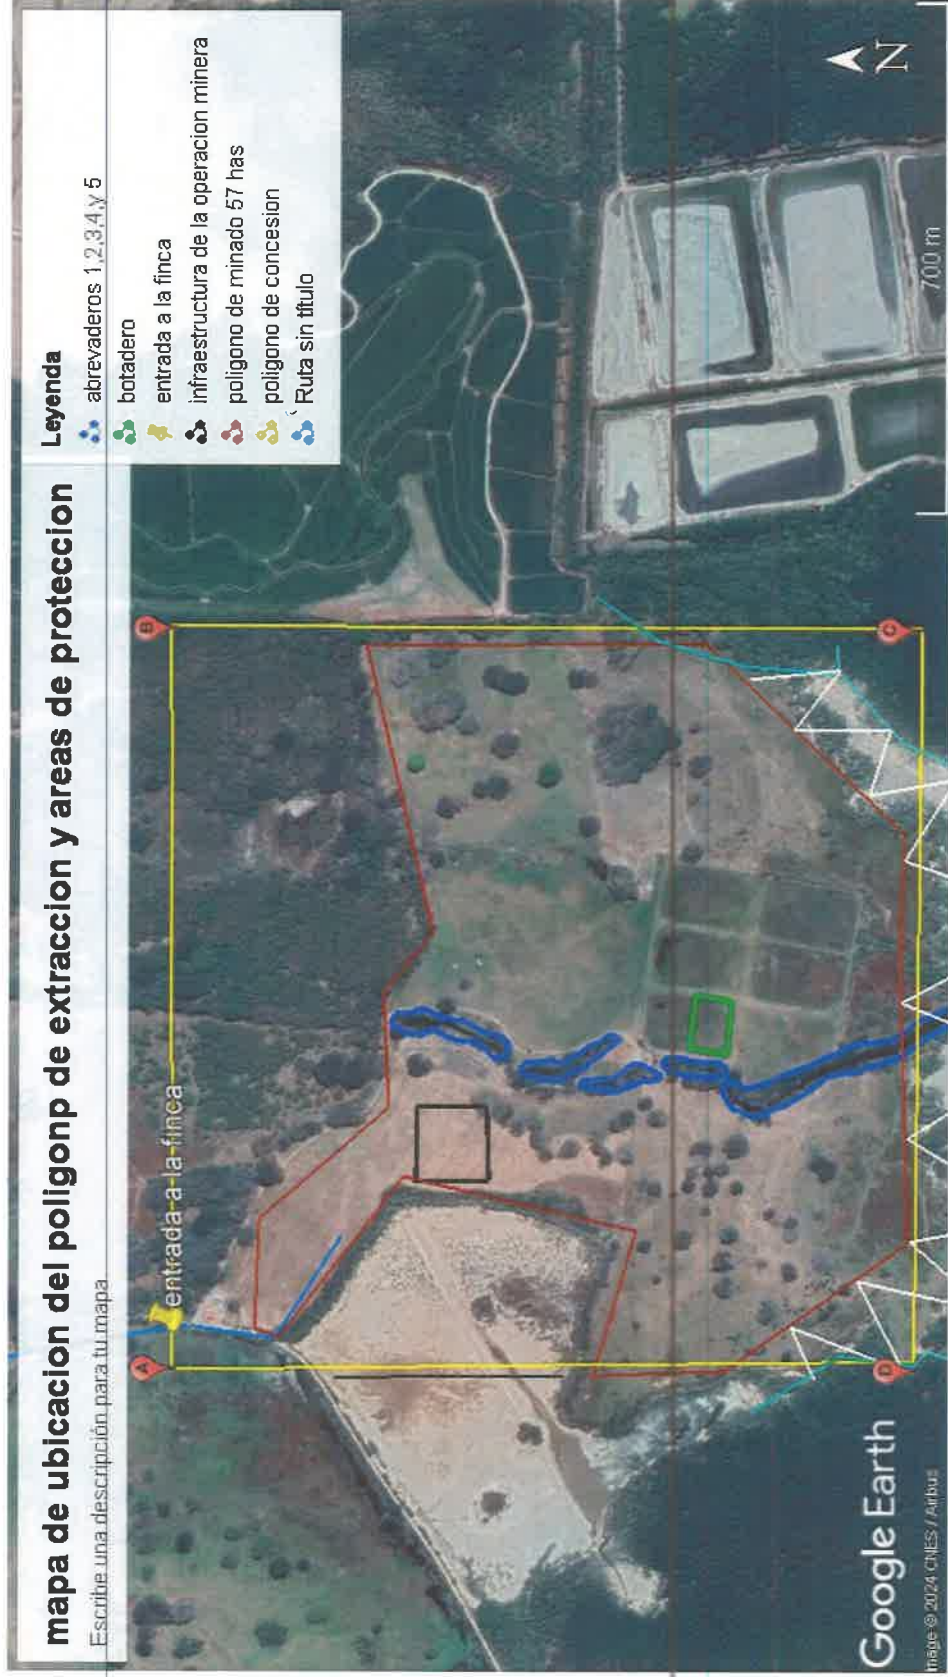 mapa de ubicacion del poligonp de extraccion y areas de proteccion
Escribe una descripción para tu mapa
Leyenda
abrevaderos 1,2,3,4,y 5
botadero
entrada a la finca
infraestructura de la operacion minera
poligono de minado 57 has
poligono de concesion
Ruta sin título
A
entrada-a-la-finca
B
C
D
Google Earth
Image © 2024 CNES / Airbus
700 m
N